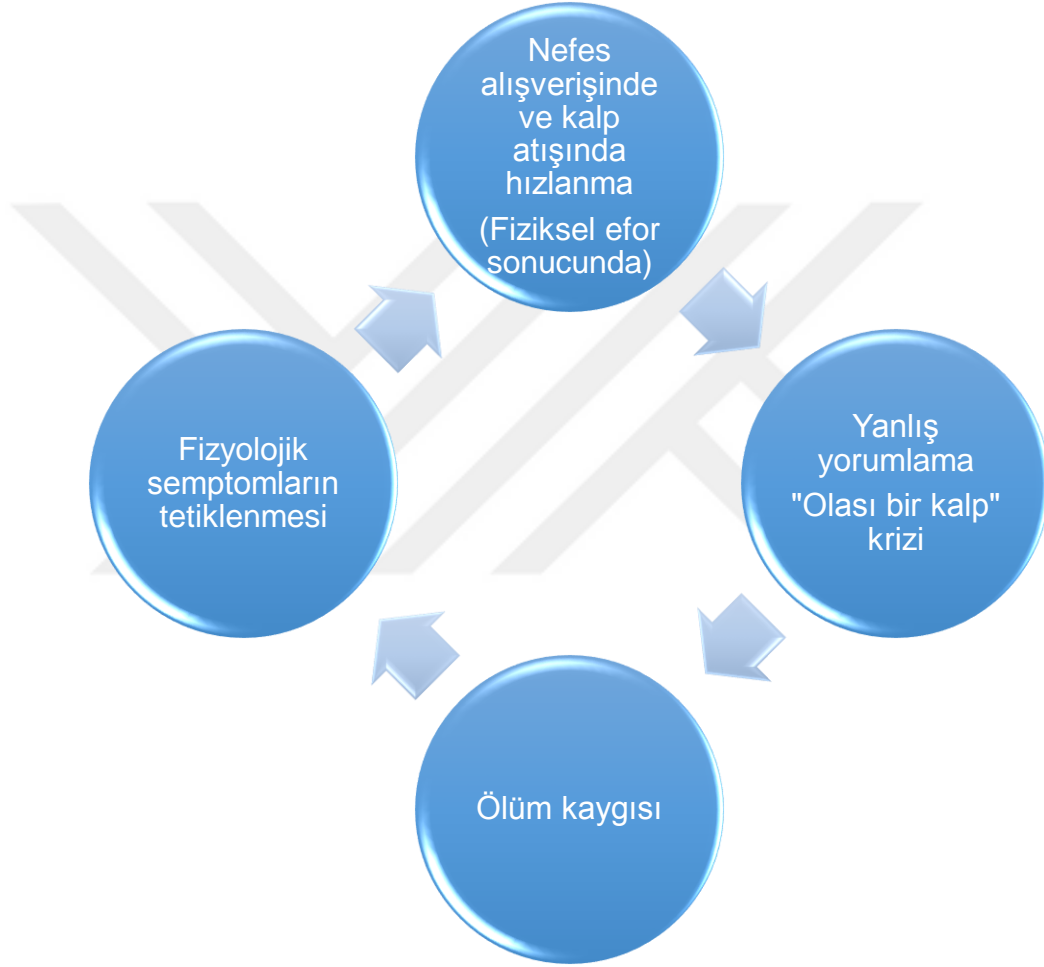 Nefes
alışverişinde
ve kalp
atışında
hızlanma
(Fiziksel efor
sonucunda)
Yanlış
yorumlama
"Olası bir kalp"
krizi
Ölüm kaygısı
Fizyolojik
semptomların
tetiklenmesi